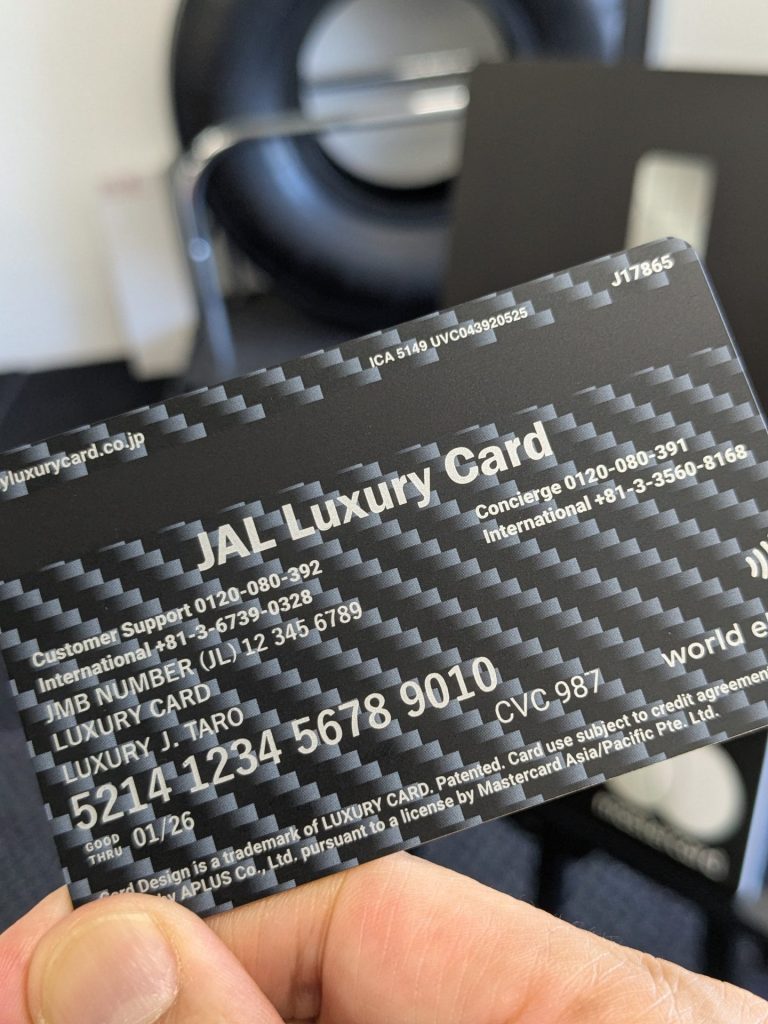 J17865
ICA 5149 UVC043920525
yluxurycard.co.jp
JAL Luxury Card
Concierge 0120-080-391
International +81-3-3560-8168
Customer Support 0120-080-392
International +81-3-6739-0328
JMB NUMBER (JL) 12 345 6789
LUXURY CARD
LUXURY J. TARO
world
5214 1234 5678 9010
CVC 987
GOOD THRU 01/26
Card Design is a trademark of LUXURY CARD. Patented. Card use subject to credit agreement
by APLUS Co., Ltd, pursuant to a license by Mastercard Asia/Pacific Pte. Ltd.
mastercard